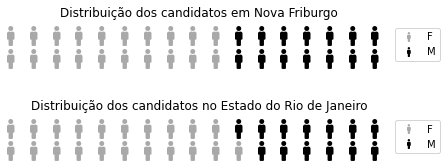 Distribuição dos candidatos em Nova Friburgo
F
M
Distribuição dos candidatos no Estado do Rio de Janeiro
F
M